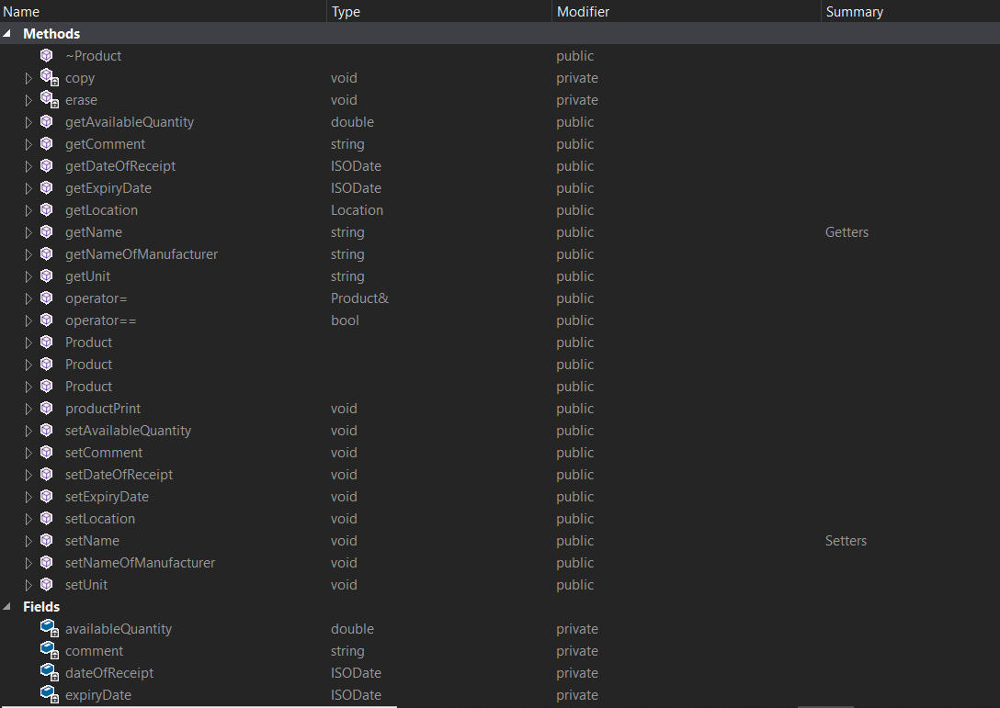 Name Type Modifier Summary
Methods
~Product public
copy void private
erase void private
getAvailableQuantity double public
getComment string public
getDateOfReceipt ISODate public
getExpiryDate ISODate public
getLocation Location public
getName string public Getters
getNameOfManufacturer string public
getUnit string public
operator= Product& public
operator== bool public
Product public
Product public
Product public
productPrint void public
setAvailableQuantity void public
setComment void public
setDateOfReceipt void public
setExpiryDate void public
setLocation void public
setName void public Setters
setNameOfManufacturer void public
setUnit void public
Fields
availableQuantity double private
comment string private
dateOfReceipt ISODate private
expiryDate ISODate private